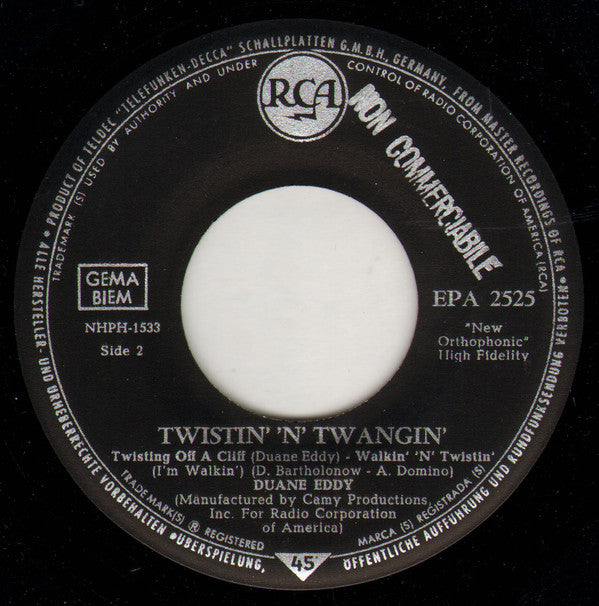 PRODUCT OF TELDEC "TELEFUNKEN-DECCA" SCHALLPLATTEN G.M.B.H., GERMANY, FROM MASTER RECORDINGS OF RCA
TRADEMARK (S) USED BY AUTHORITY AND UNDER CONTROL OF RADIO CORPORATION OF AMERICA (RCA)
RCA
NON COMMERCIABILE
GEMA
BIEM
EPA 2525
NHPH-1533
Side 2
"New
Orthophonic"
High Fidelity
TWISTIN' 'N' TWANGIN'
Twisting Off A Cliff (Duane Eddy) - Walkin' 'N' Twistin'
(I'm Walkin') (D. Bartholonow - A. Domino)
DUANE EDDY
(Manufactured by Camy Productions,
Inc. For Radio Corporation
of America)
TRADEMARK(S) ® REGISTERED
MARCA (S) REGISTRADA (S)
45
• ALLE HERSTELLER- UND URHEBERRECHTE VORBEHALTEN • ÜBERSPIELUNG, ÖFFENTLICHE AUFFÜHRUNG UND RUNDFUNKSENDUNG VERBOTEN •